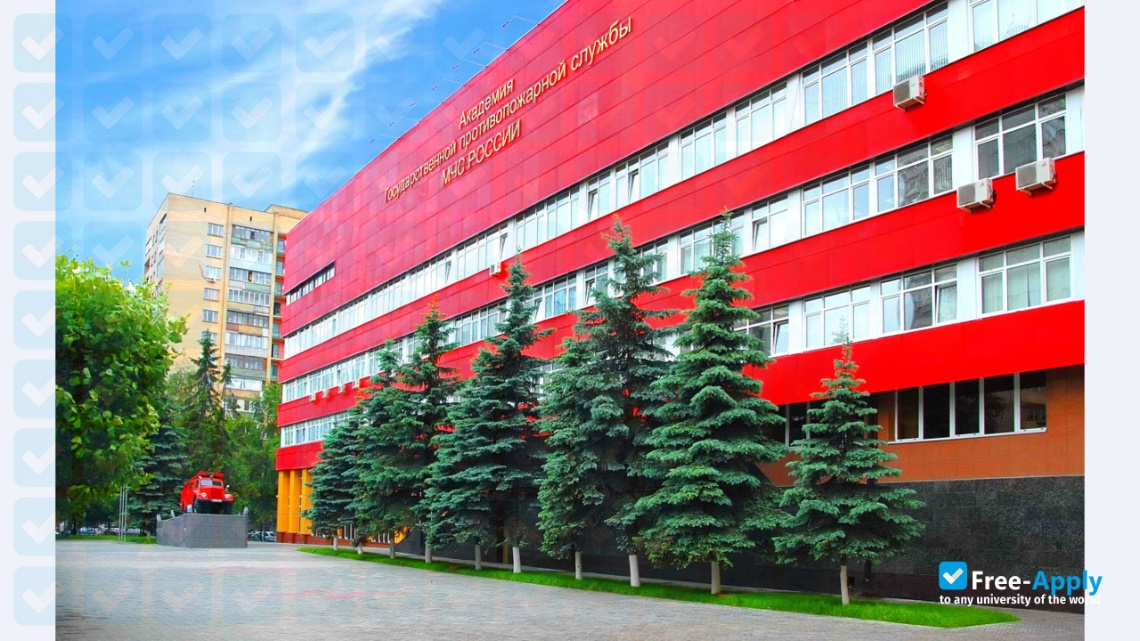 Академия
Государственной противопожарной службы
МЧС РОССИИ
Free-Apply
to any university of the world